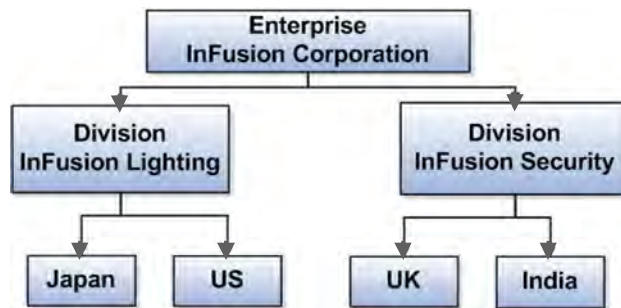 Enterprise
InFusion Corporation
Division
InFusion Lighting
Division
InFusion Security
Japan
US
UK
India